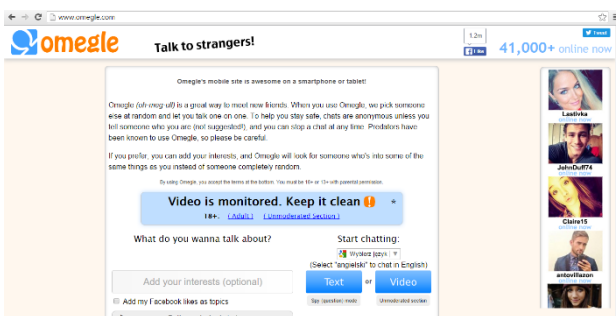 www.omegle.com
omegle
Talk to strangers!
1.2m
Like
Tweet
41,000+ online now
Omegle's mobile site is awesome on a smartphone or tablet!
Omegle (oh·meg·ull) is a great way to meet new friends. When you use Omegle, we pick someone
else at random and let you talk one on one. To help you stay safe, chats are anonymous unless you
tell someone who you are (not suggested!), and you can stop a chat at any time. Predators have
been known to use Omegle, so please be careful.
If you prefer, you can add your interests, and Omegle will look for someone who's into some of the
same things as you instead of someone completely random.
By using Omegle, you accept the terms at the bottom. You must be 18+ or 13+ with parental permission.
Video is monitored. Keep it clean
18+. (Adult) (Unmoderated Section)
What do you wanna talk about?
Start chatting:
Wybierz język
(Select "angielski" to chat in English)
Add your interests (optional)
Text or Video
Add my Facebook likes as topics
Spy (question) mode
Unmoderated section
Lastivka
online now
JohnDuff74
online now
Claire15
online now
antovillazon
online now